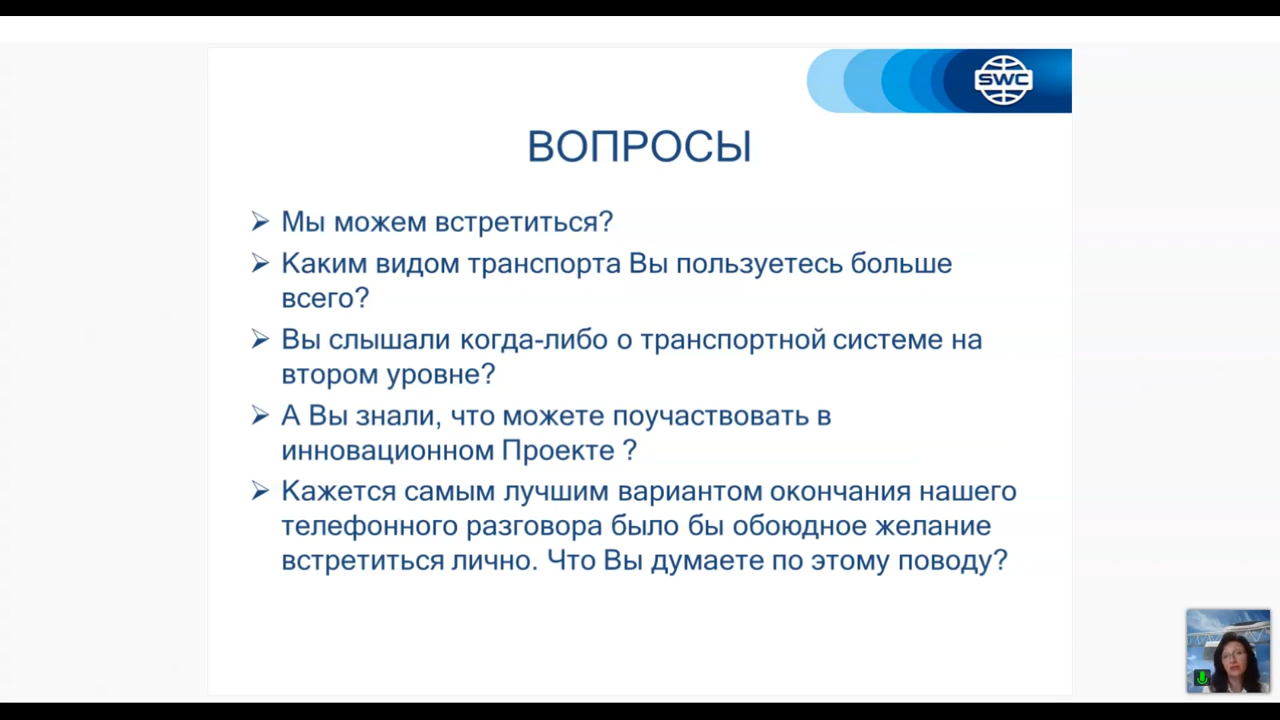 SWC
ВОПРОСЫ
Мы можем встретиться?
Каким видом транспорта Вы пользуетесь больше
всего?
Вы слышали когда-либо о транспортной системе на
втором уровне?
А Вы знали, что можете поучаствовать в
инновационном Проекте ?
Кажется самым лучшим вариантом окончания нашего
телефонного разговора было бы обоюдное желание
встретиться лично. Что Вы думаете по этому поводу?